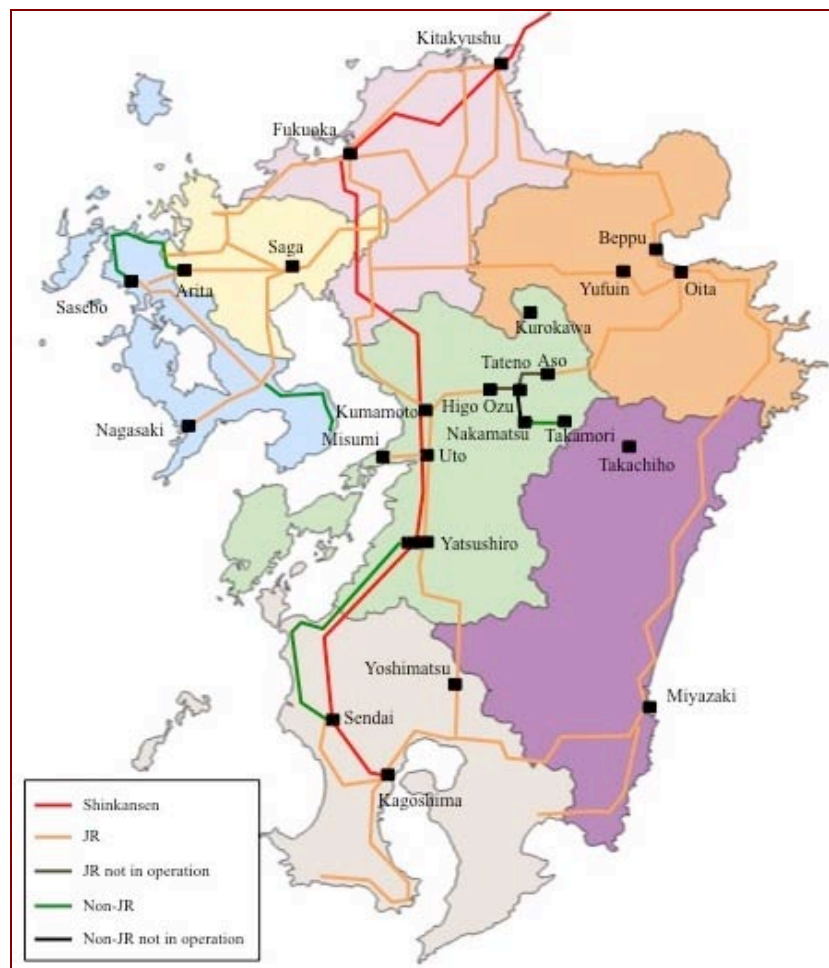 Kitakyushu
Fukuoka
Beppu
Saga
Sasebo
Arita
Yufuin
Oita
Kurokawa
Tateno
Aso
Kumamoto
Higo Ozu
Nagasaki
Misumi
Nakamatsu
Takamori
Uto
Takachiho
Yatsushiro
Yoshimatsu
Miyazaki
Sendai
Kagoshima
Shinkansen
JR
JR not in operation
Non-JR
Non-JR not in operation